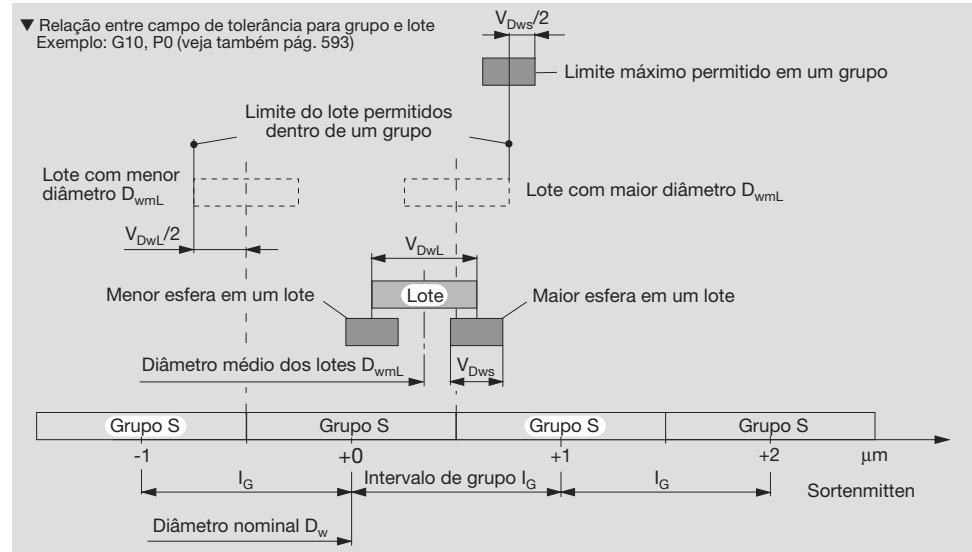 ▼ Relação entre campo de tolerância para grupo e lote
Exemplo: G10, P0 (veja também pág. 593)
V_Dws/2
Limite máximo permitido em um grupo
Limite do lote permitidos
dentro de um grupo
Lote com menor
diâmetro D_wmL
Lote com maior diâmetro D_wmL
V_DwL/2
V_DwL
Menor esfera em um lote
Lote
Maior esfera em um lote
Diâmetro médio dos lotes D_wmL
V_Dws
Grupo S
Grupo S
Grupo S
Grupo S
-1
+0
+1
+2
μm
I_G
Intervalo de grupo I_G
I_G
Sortenmitten
Diâmetro nominal D_w